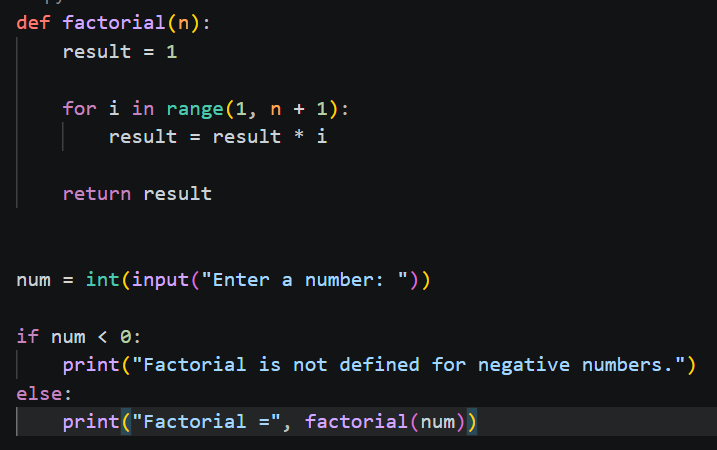 def factorial(n):
    result = 1

    for i in range(1, n + 1):
        result = result * i

    return result


num = int(input("Enter a number: "))

if num < 0:
    print("Factorial is not defined for negative numbers.")
else:
    print("Factorial =", factorial(num))